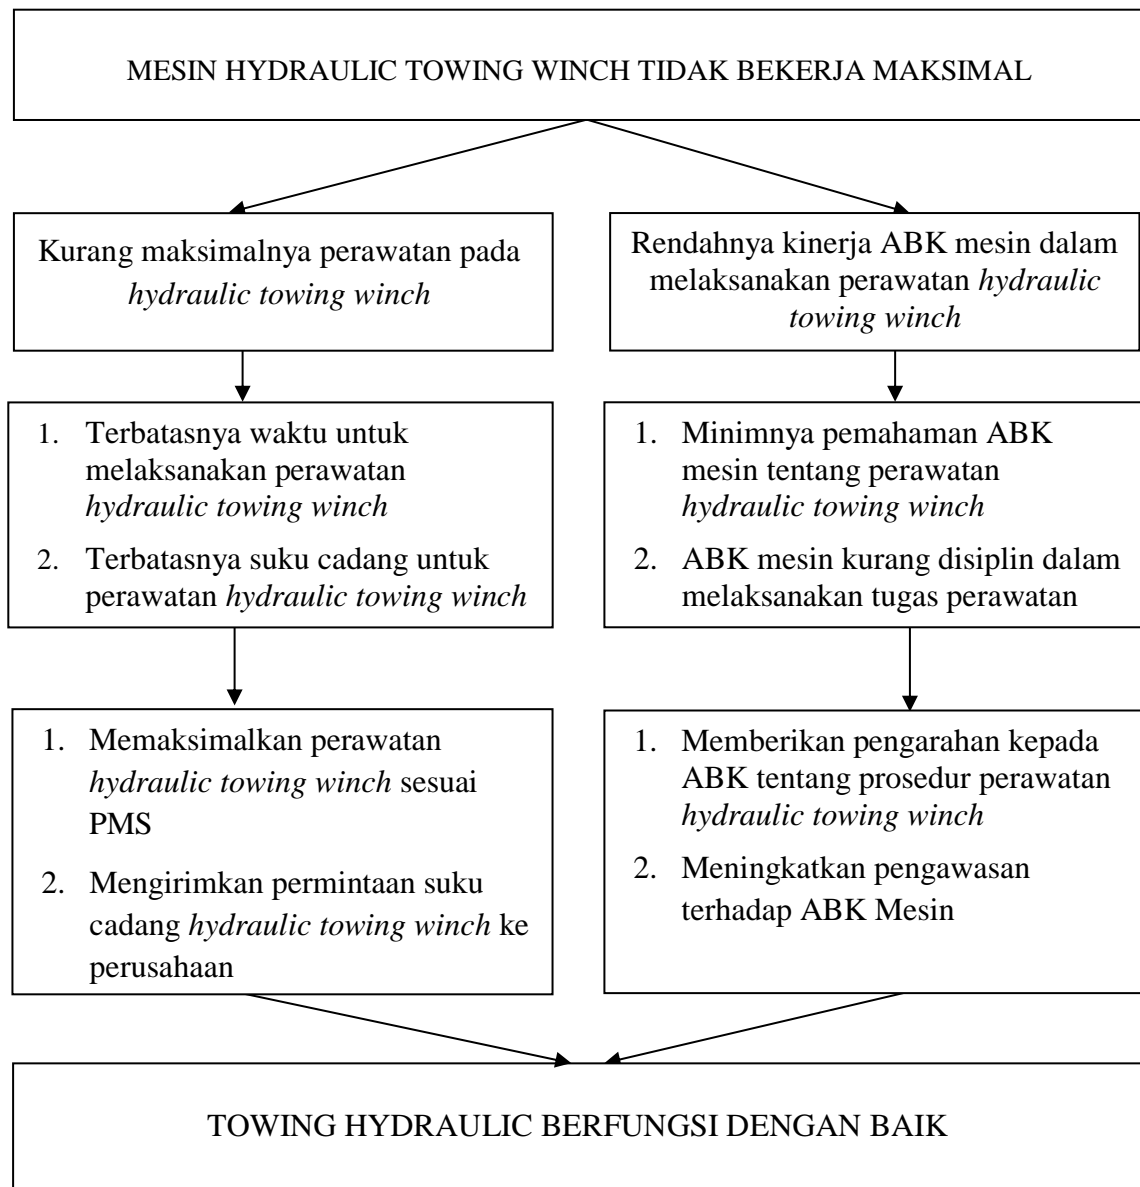 MESIN HYDRAULIC TOWING WINCH TIDAK BEKERJA MAKSIMAL
Kurang maksimalnya perawatan pada
hydraulic towing winch
Rendahnya kinerja ABK mesin dalam
melaksanakan perawatan hydraulic
towing winch
1. Terbatasnya waktu untuk
melaksanakan perawatan
hydraulic towing winch
2. Terbatasnya suku cadang untuk
perawatan hydraulic towing winch
1. Minimnya pemahaman ABK
mesin tentang perawatan
hydraulic towing winch
2. ABK mesin kurang disiplin dalam
melaksanakan tugas perawatan
1. Memaksimalkan perawatan
hydraulic towing winch sesuai
PMS
2. Mengirimkan permintaan suku
cadang hydraulic towing winch ke
perusahaan
1. Memberikan pengarahan kepada
ABK tentang prosedur perawatan
hydraulic towing winch
2. Meningkatkan pengawasan
terhadap ABK Mesin
TOWING HYDRAULIC BERFUNGSI DENGAN BAIK